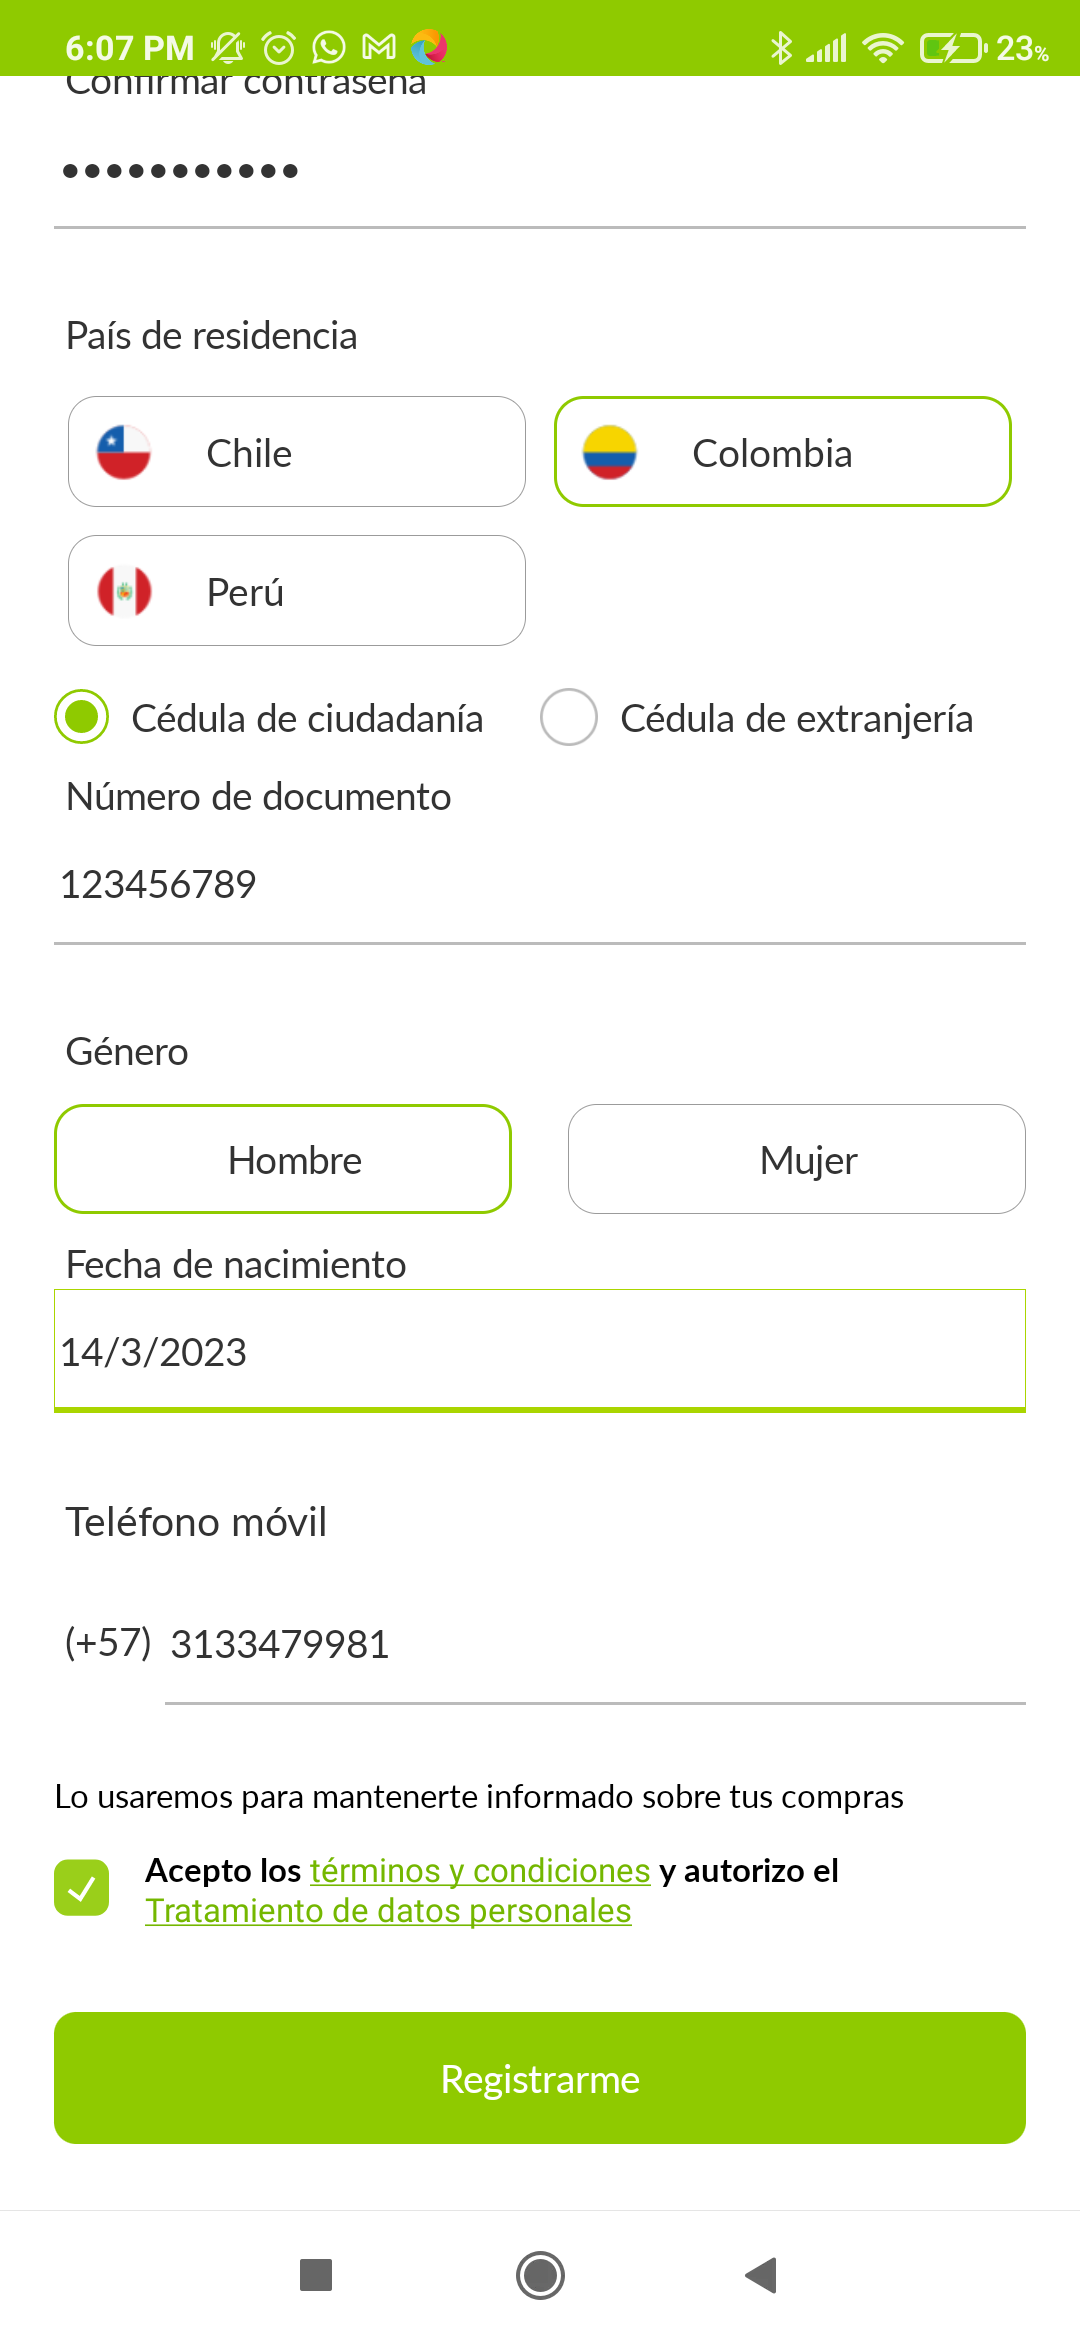 6:07 PM 23%
Confirmar contraseña
•••••••••••
País de residencia
Chile Colombia
Perú
Cédula de ciudadanía Cédula de extranjería
Número de documento
123456789
Género
Hombre Mujer
Fecha de nacimiento
14/3/2023
Teléfono móvil
(+57) 3133479981
Lo usaremos para mantenerte informado sobre tus compras
Acepto los términos y condiciones y autorizo el
Tratamiento de datos personales
Registrarme